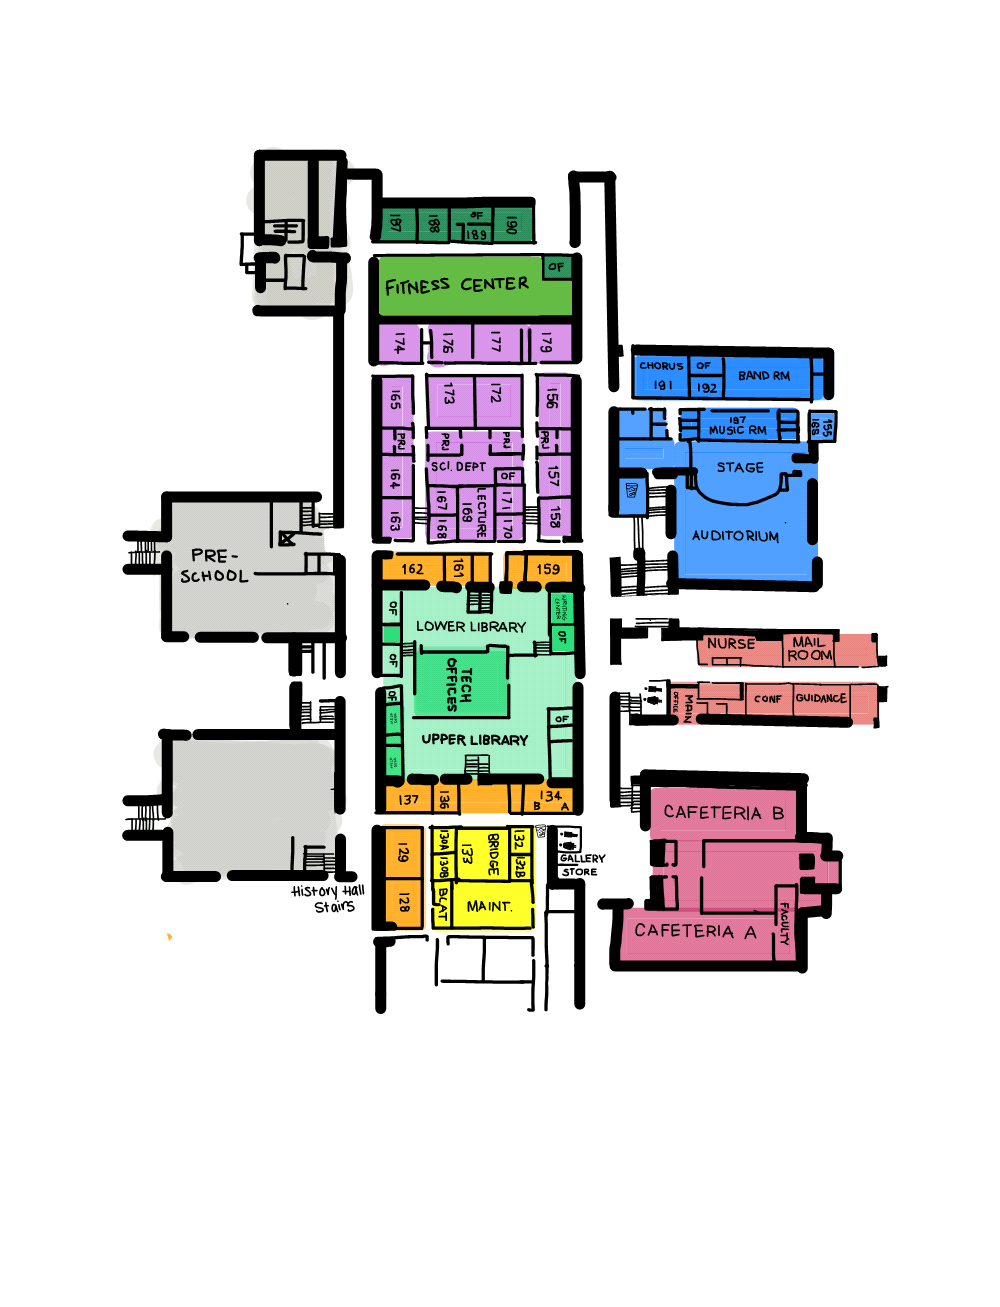 187
188
OF
189
190
OF
FITNESS CENTER
174
176
177
179
CHORUS
191
OF
192
BAND RM
165
173
172
156
197
MUSIC RM
155
PRJ
PRJ
PRJ
PRJ
SCI. DEPT
OF
STAGE
164
157
167
LECTURE
169
171
163
168
170
158
AUDITORIUM
PRE-
SCHOOL
162
161
159
OF
WRITING
CENTER
LOWER LIBRARY
OF
OF
NURSE
MAIL
ROOM
TECH
OFFICES
OF
MAIN
OFFICE
CONF
GUIDANCE
OF
UPPER LIBRARY
137
136
134
B
A
CAFETERIA B
129
130A
133
BRIDGE
132
130B
132B
GALLERY
STORE
History Hall
Stairs
128
BCAT
MAINT.
FACULTY
CAFETERIA A